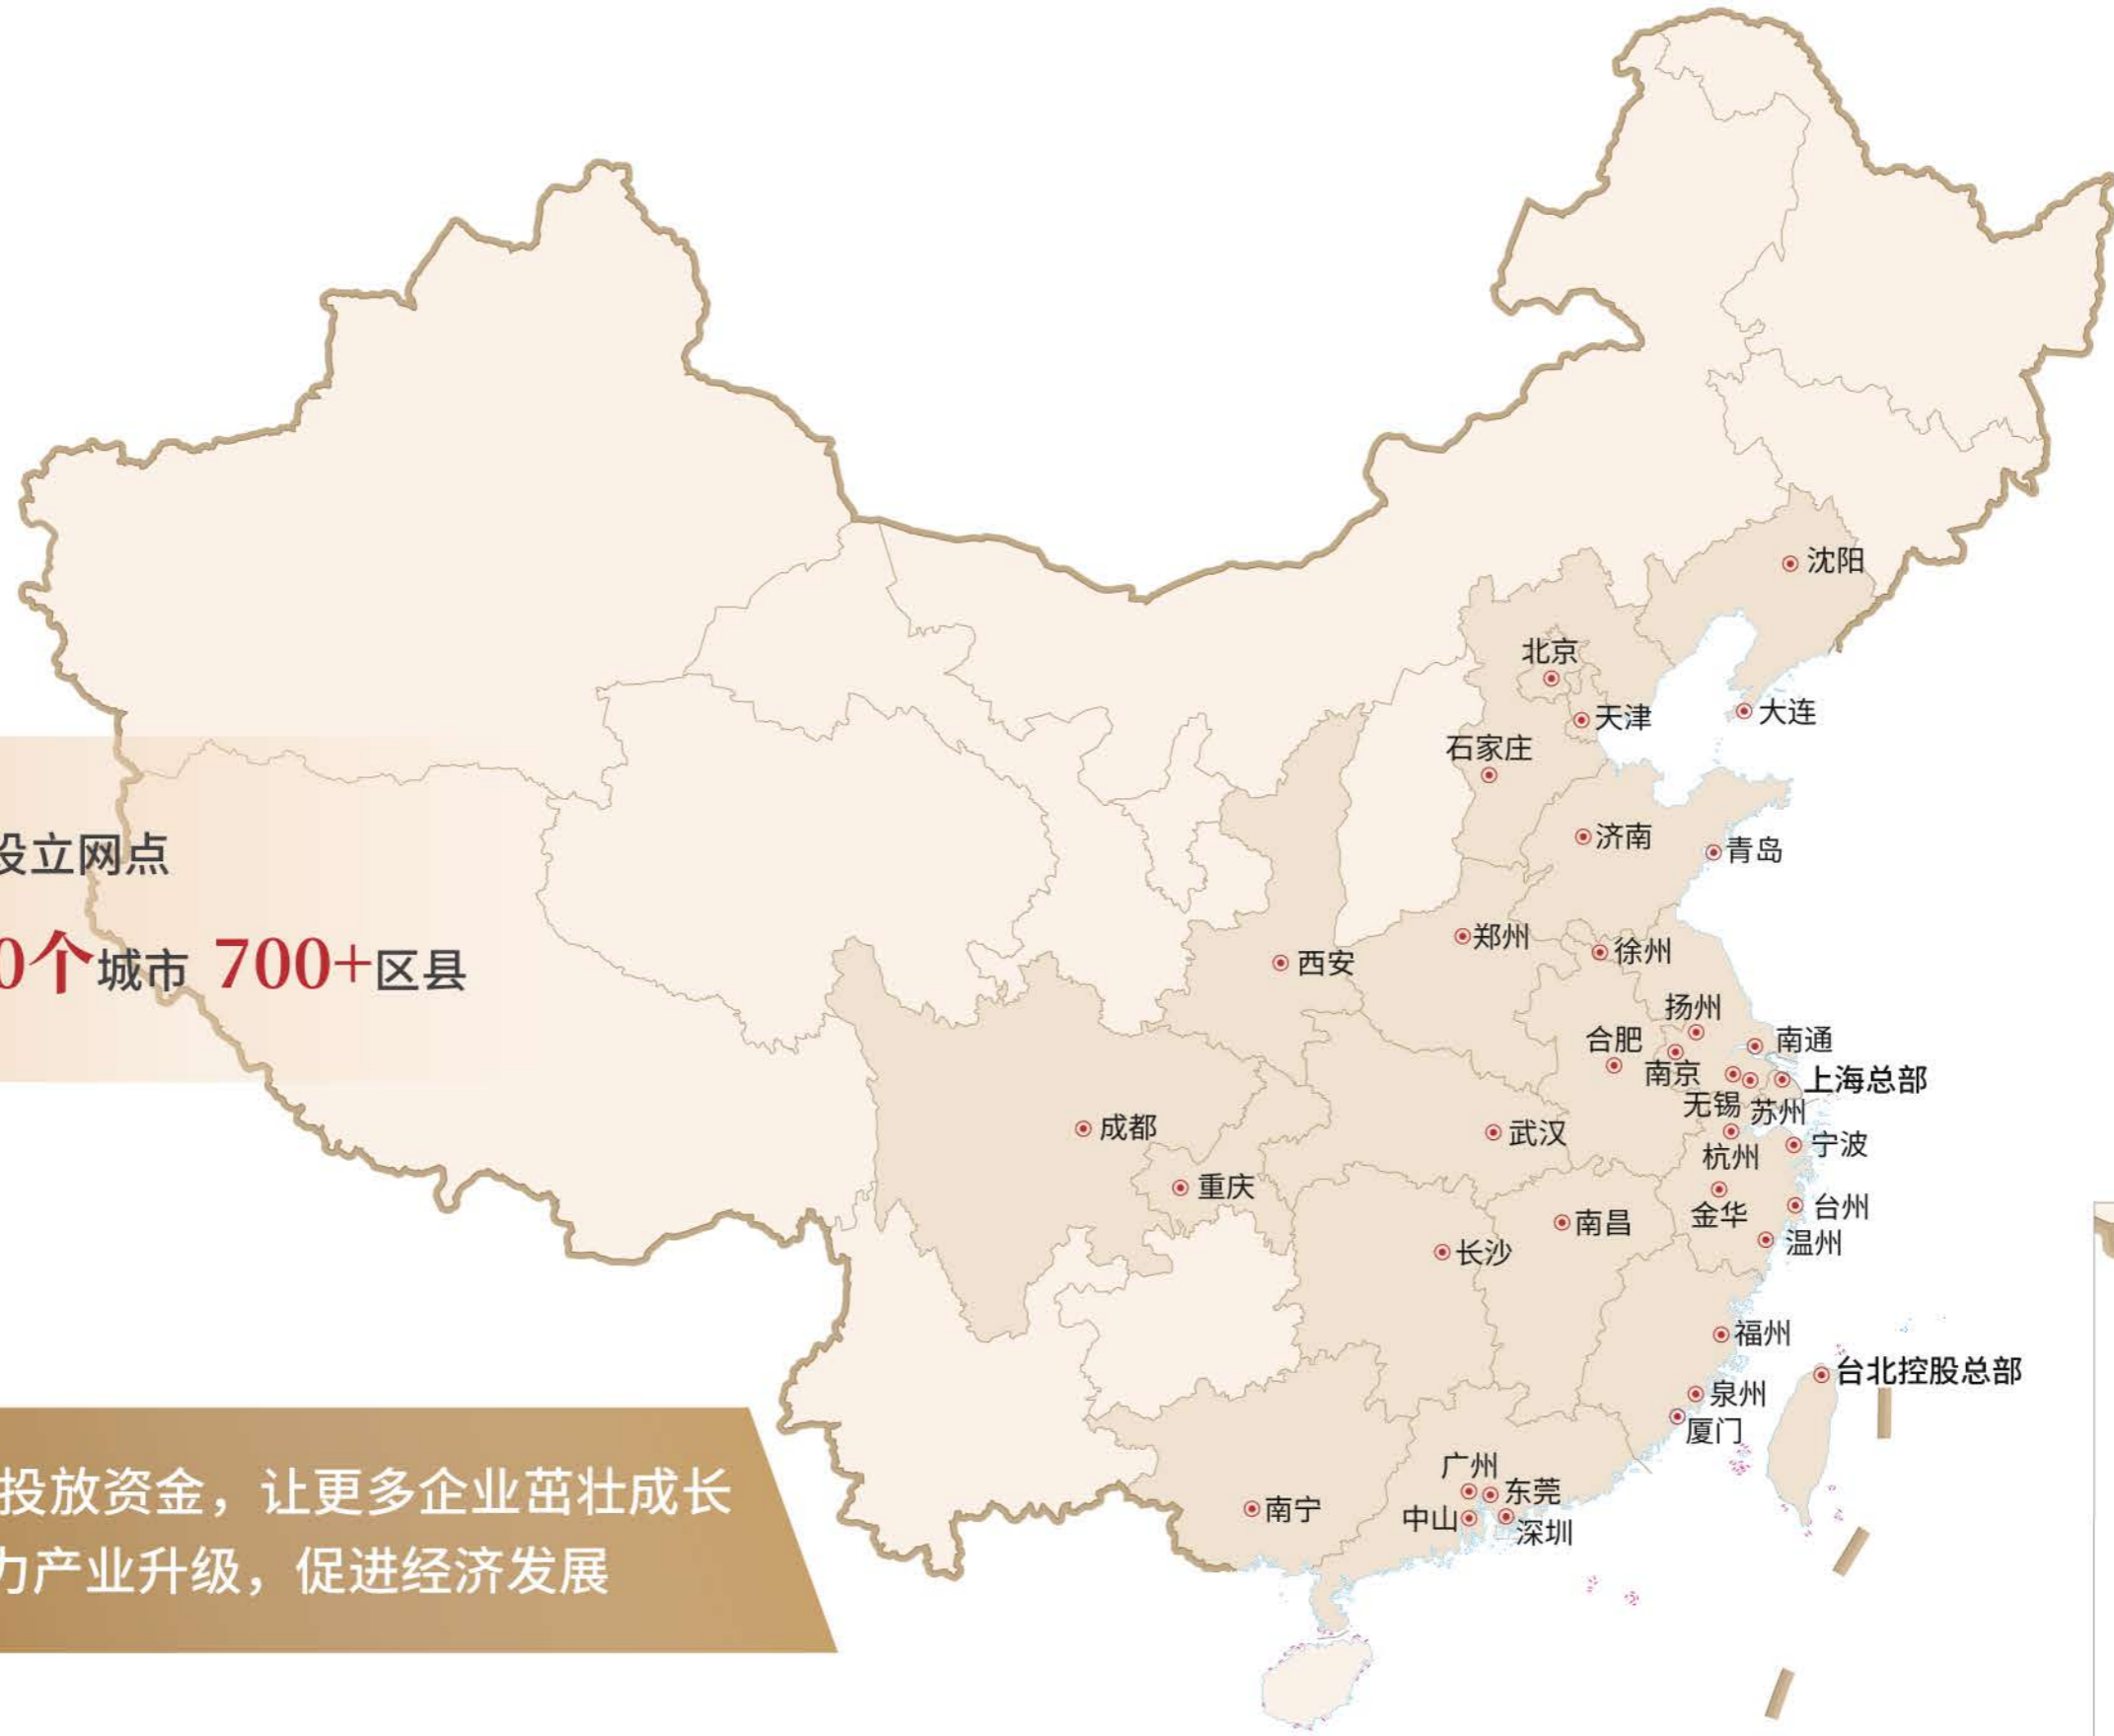 沈阳
北京
天津
大连
石家庄
济南
青岛
郑州
徐州
西安
扬州
合肥
南通
南京
上海总部
无锡
苏州
成都
武汉
宁波
杭州
重庆
金华
台州
南昌
温州
长沙
福州
台北控股总部
泉州
厦门
广州
东莞
南宁
中山
深圳
设立网点
0个城市 700+区县
投放资金，让更多企业茁壮成长
力产业升级，促进经济发展